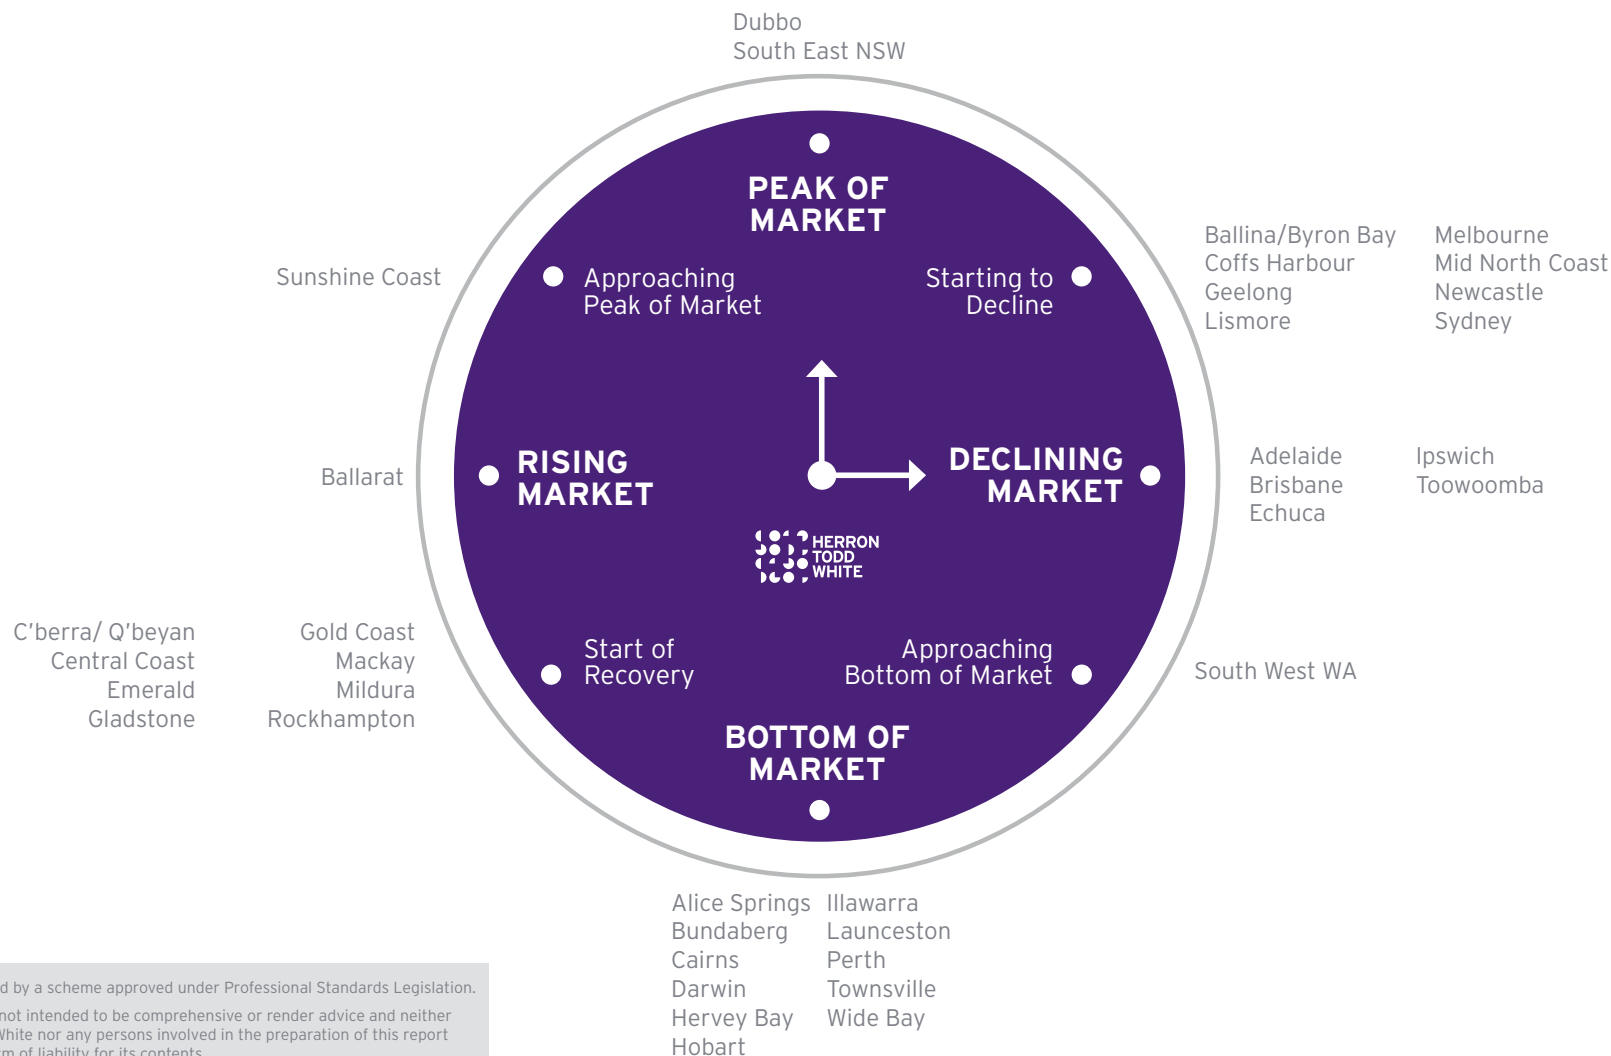 Dubbo
South East NSW
PEAK OF
MARKET
Sunshine Coast
Approaching
Peak of Market
Starting to
Decline
Ballina/Byron Bay
Coffs Harbour
Geelong
Lismore
Melbourne
Mid North Coast
Newcastle
Sydney
Ballarat
RISING
MARKET
DECLINING
MARKET
Adelaide
Brisbane
Echuca
Ipswich
Toowoomba
HERRON
TODD
WHITE
C'berra/ Q'beyan
Central Coast
Emerald
Gladstone
Gold Coast
Mackay
Mildura
Rockhampton
Start of
Recovery
Approaching
Bottom of Market
South West WA
BOTTOM OF
MARKET
Alice Springs
Bundaberg
Cairns
Darwin
Hervey Bay
Hobart
Illawarra
Launceston
Perth
Townsville
Wide Bay
by a scheme approved under Professional Standards Legislation.
not intended to be comprehensive or render advice and neither
White nor any persons involved in the preparation of this report
of liability for its contents